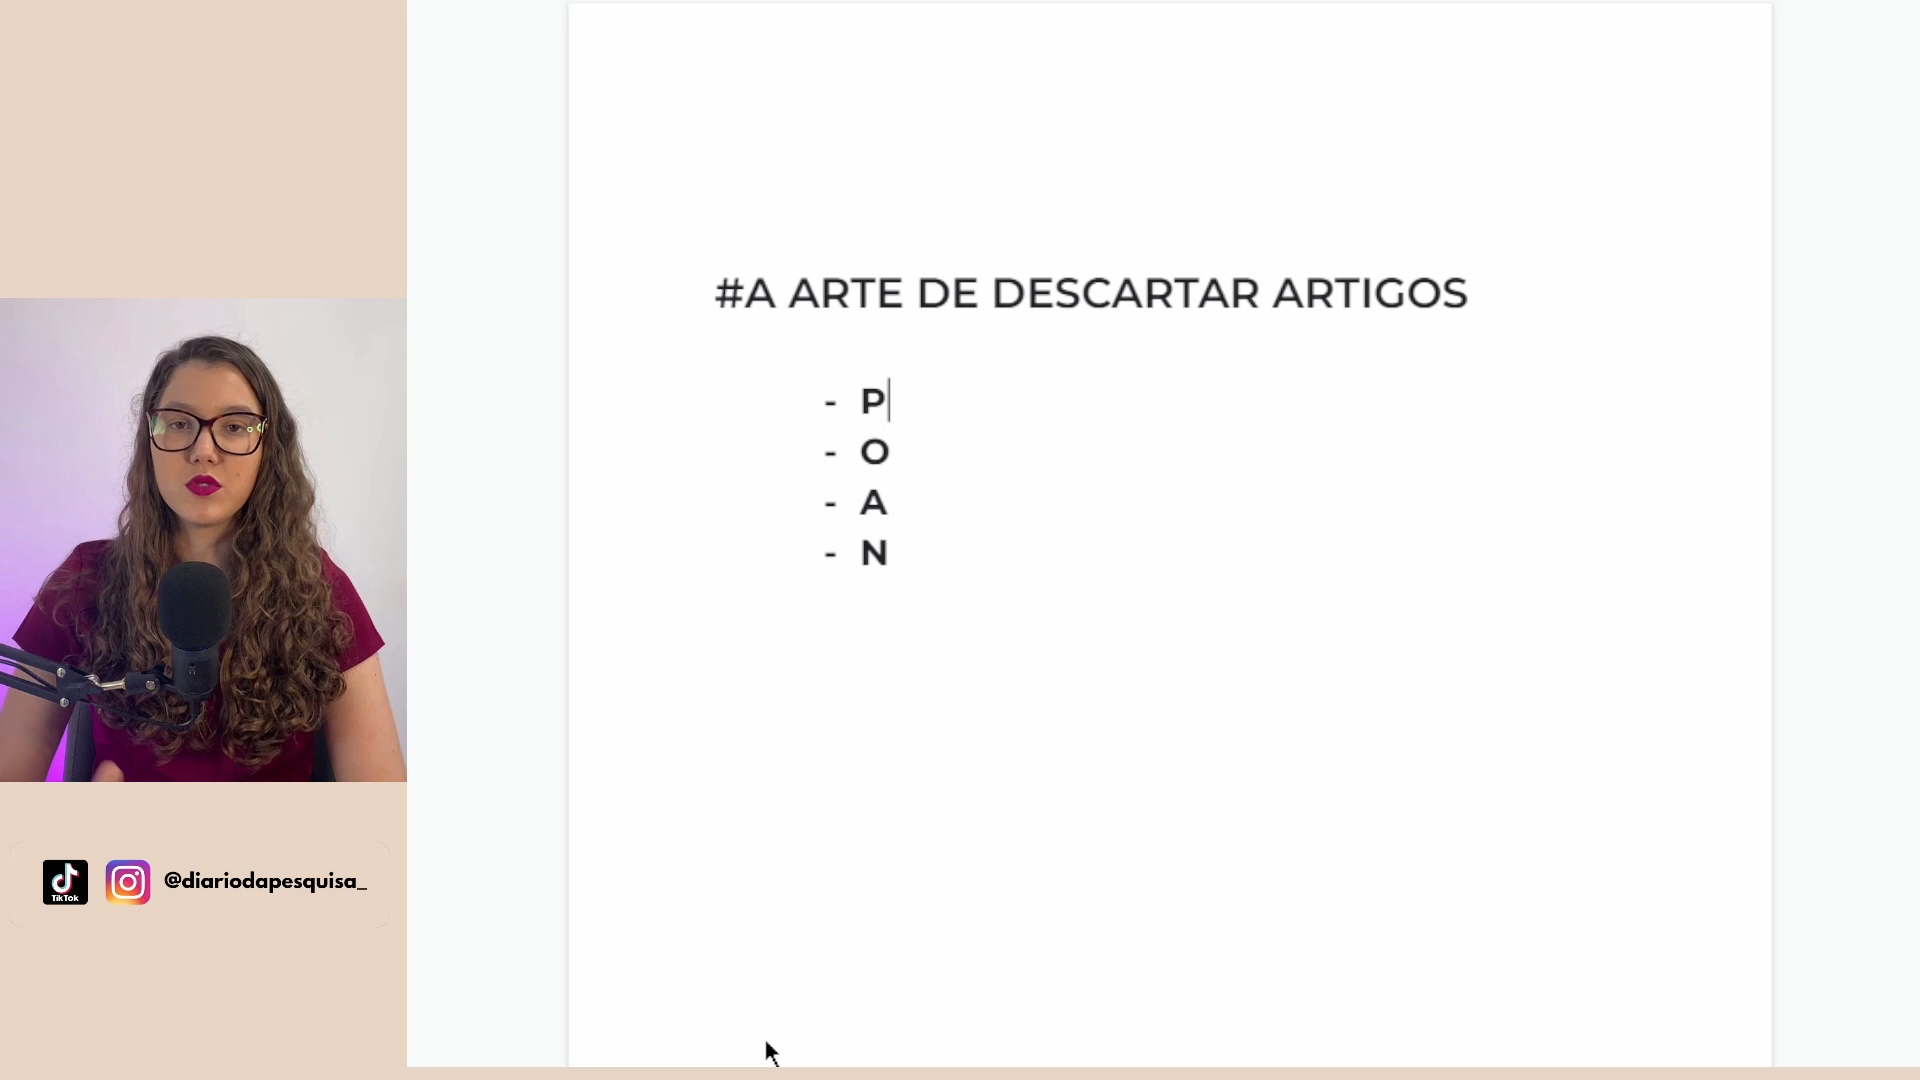 #A ARTE DE DESCARTAR ARTIGOS
- P
- O
- A
- N
TikTok
@diariodapesquisa_